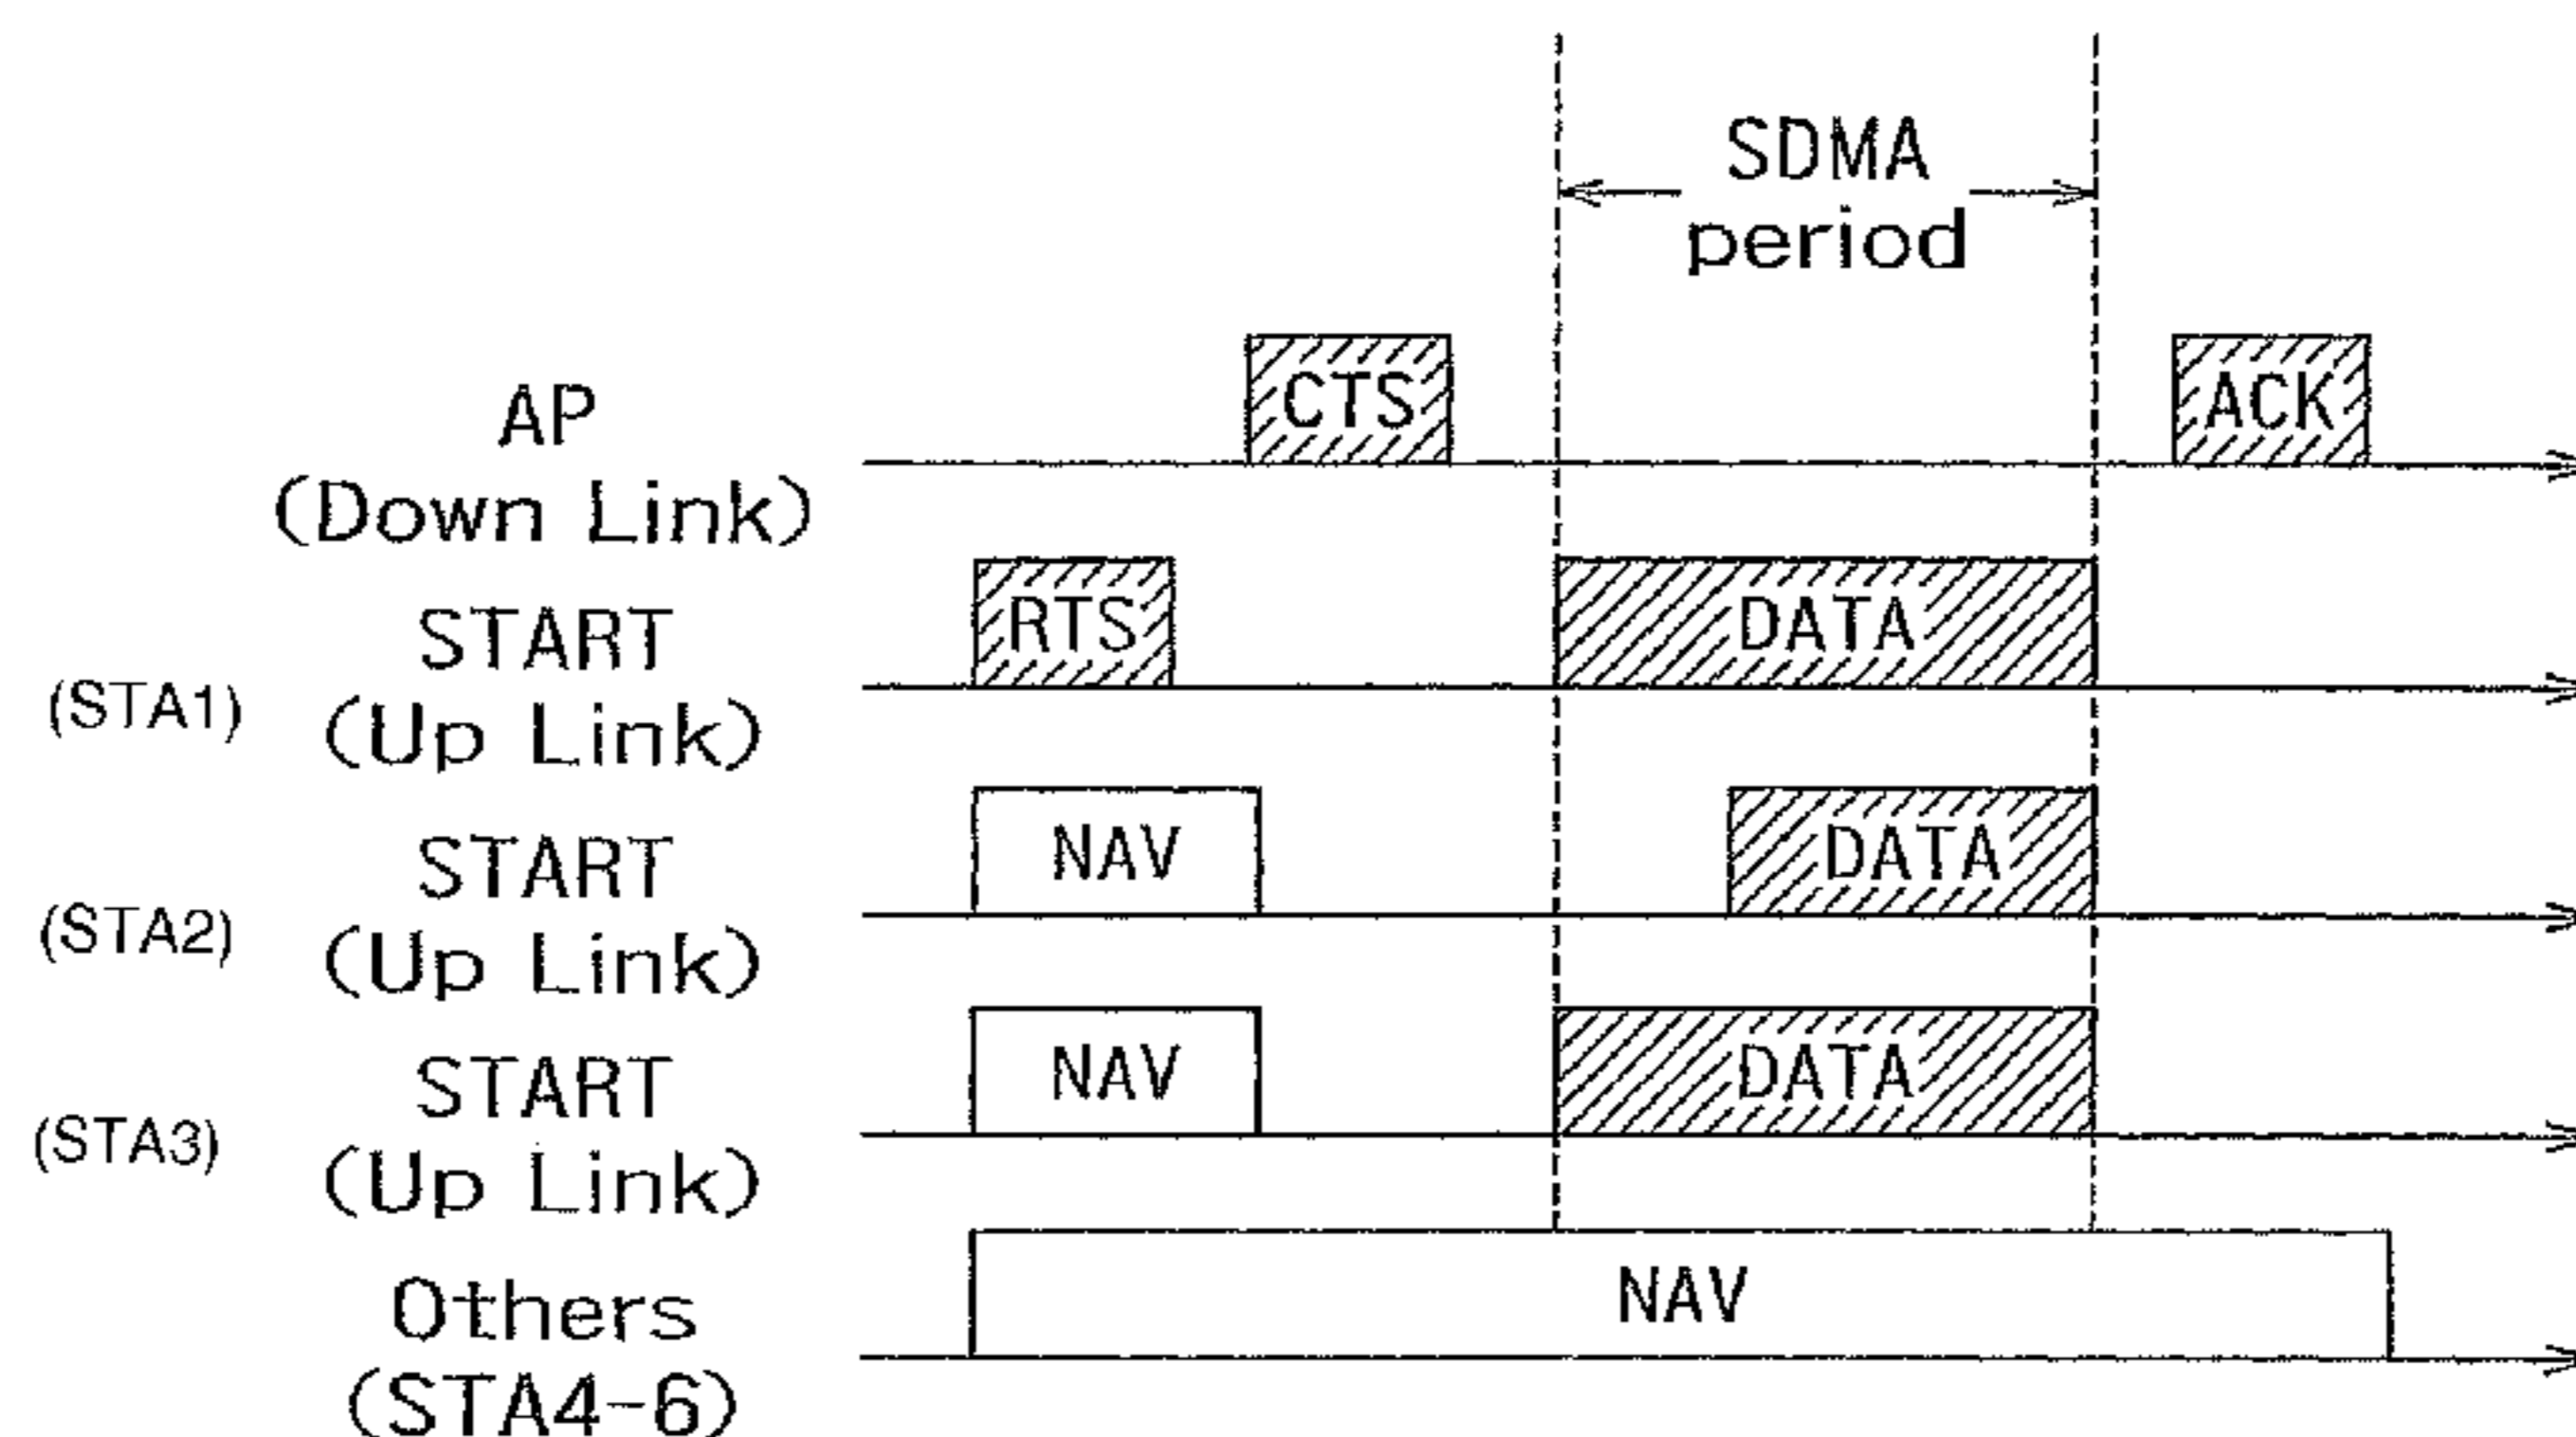 SDMA
period
CTS
ACK
AP
(Down Link)
RTS
DATA
START
(STA1)
(Up Link)
NAV
DATA
START
(STA2)
(Up Link)
NAV
DATA
START
(STA3)
(Up Link)
NAV
Others
(STA4-6)